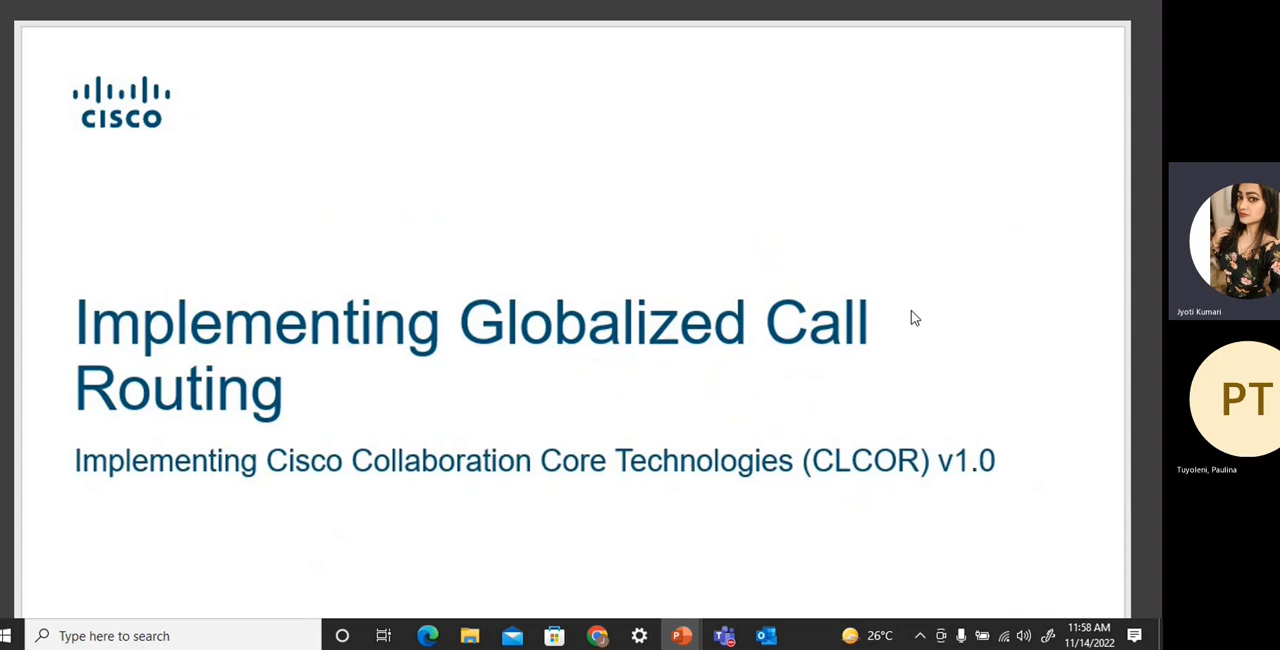 CISCO
Implementing Globalized Call
Routing
Implementing Cisco Collaboration Core Technologies (CLCOR) v1.0
Jyoti Kumari
PT
Tuyoleni, Paulina
Type here to search
26°C
11:58 AM
11/14/2022